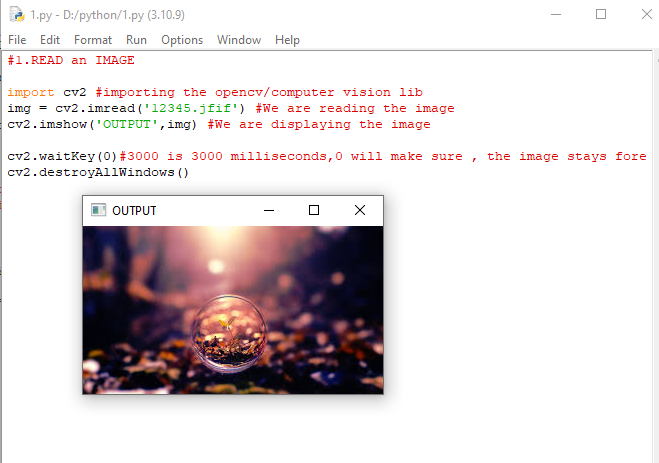 1.py - D:/python/1.py (3.10.9)
File Edit Format Run Options Window Help
#1.READ an IMAGE
import cv2 #importing the opencv/computer vision lib
img = cv2.imread('12345.jfif') #We are reading the image
cv2.imshow('OUTPUT',img) #We are displaying the image
cv2.waitKey(0)#3000 is 3000 milliseconds,0 will make sure , the image stays fore
cv2.destroyAllWindows()
OUTPUT